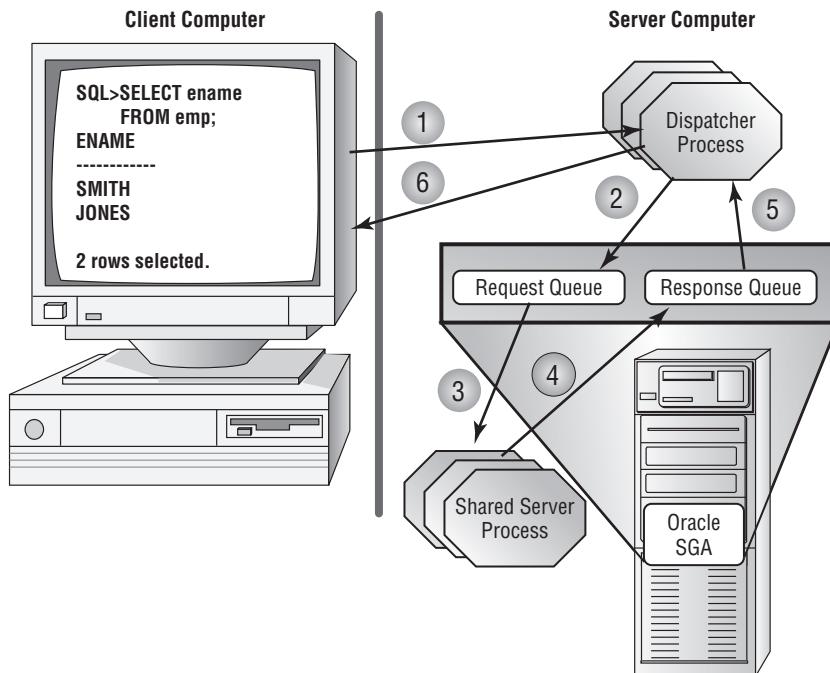 Client Computer
Server Computer
SQL>SELECT ename
FROM emp;
ENAME
------------
SMITH
JONES
2 rows selected.
1
6
Dispatcher
Process
2
5
Request Queue
Response Queue
3
4
Shared Server
Process
Oracle
SGA